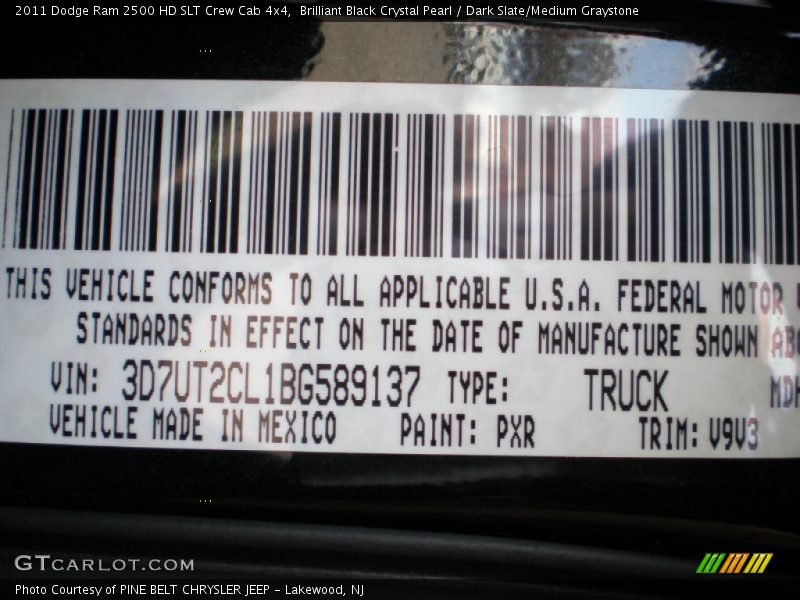 2011 Dodge Ram 2500 HD SLT Crew Cab 4x4, Brilliant Black Crystal Pearl / Dark Slate/Medium Graystone
THIS VEHICLE CONFORMS TO ALL APPLICABLE U.S.A. FEDERAL MOTOR
STANDARDS IN EFFECT ON THE DATE OF MANUFACTURE SHOWN
VIN: 3D7UT2CL1BG589137 TYPE: TRUCK
VEHICLE MADE IN MEXICO PAINT: PXR TRIM: V9V3
GTCARLOT.COM
Photo Courtesy of PINE BELT CHRYSLER JEEP - Lakewood, NJ